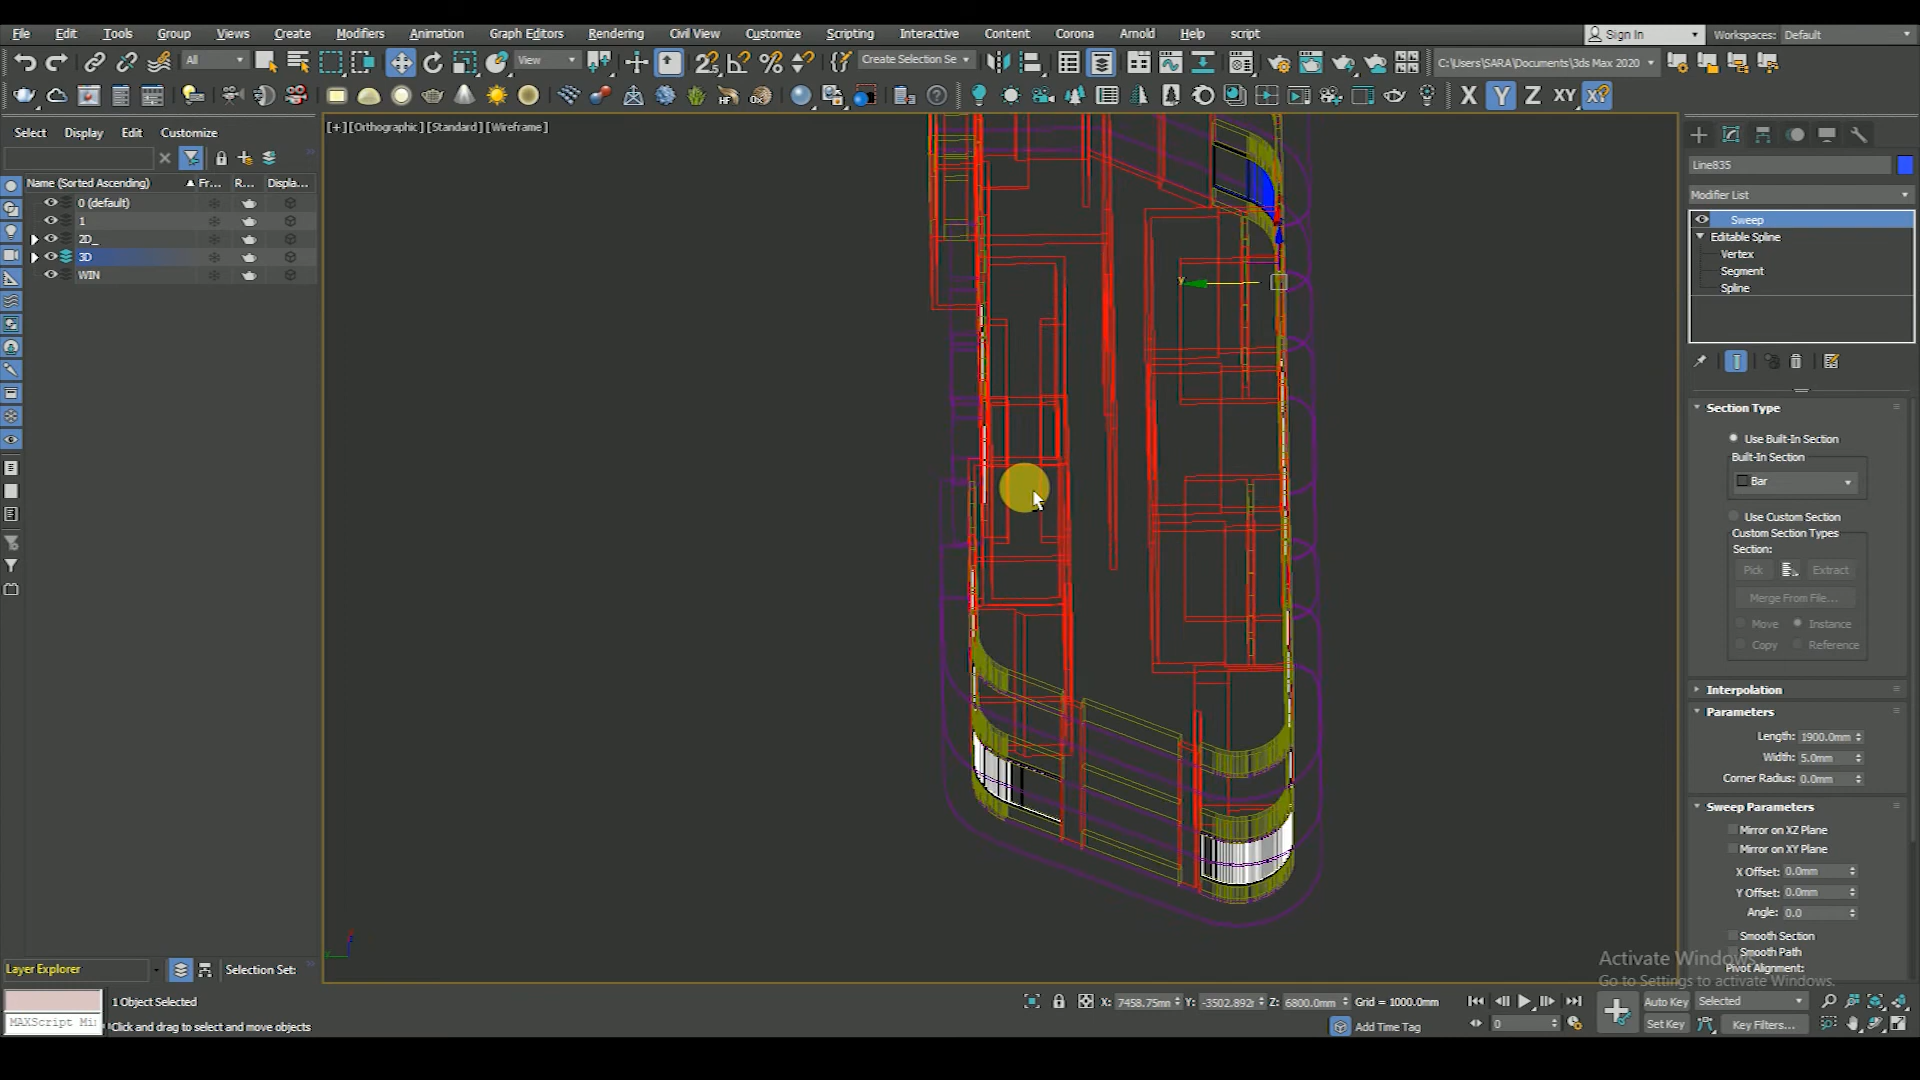 File Edit Tools Group Views Create Modifiers Animation Graph Editors Rendering Civil View Customize Scripting Interactive Content Corona Arnold Help script Sign In Workspaces: Default
All View Create Selection Se C:\Users\SARA\Documents\3ds Max 2020
X Y Z XY XY
[+] [Orthographic] [Standard] [Wireframe]
Select Display Edit Customize
Name (Sorted Ascending) Fr... R... Displa...
0 (default)
1
2D_
3D
WIN
Line835
Modifier List
Sweep
Editable Spline
Vertex
Segment
Spline
Section Type
Use Built-In Section
Built-In Section
Bar
Use Custom Section
Custom Section Types
Section:
Pick Extract
Merge From File...
Move Instance
Copy Reference
Interpolation
Parameters
Length: 1900.0mm
Width: 5.0mm
Corner Radius: 0.0mm
Sweep Parameters
Mirror on XZ Plane
Mirror on XY Plane
X Offset: 0.0mm
Y Offset: 0.0mm
Angle: 0.0
Smooth Section
Smooth Path
Pivot Alignment:
Activate Windows
Go to Settings to activate Windows.
y
Layer Explorer Selection Set:
1 Object Selected
MAXScript Mi
Click and drag to select and move objects
X: 7458.75mm Y: -3502.892 Z: 6800.0mm Grid = 1000.0mm
Add Time Tag
0
Auto Key Selected
Set Key Key Filters...